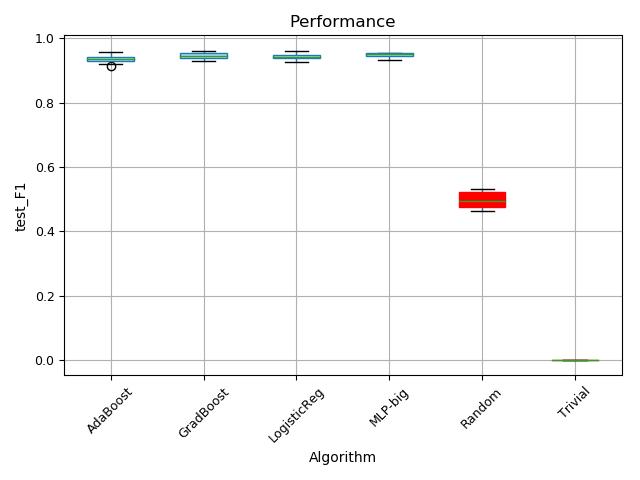 Performance
1.0
0.8
0.6
0.4
0.2
0.0
test_F1
AdaBoost
GradBoost
LogisticReg
MLP-big
Random
Trivial
Algorithm